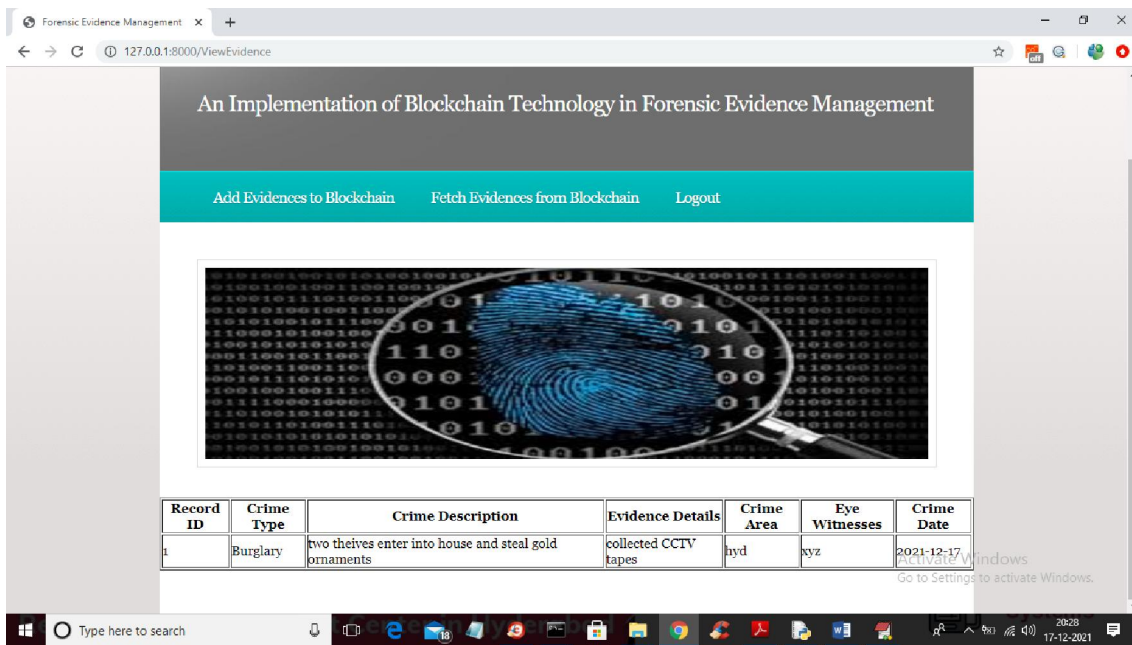 Forensic Evidence Management
127.0.0.1:8000/ViewEvidence
off
An Implementation of Blockchain Technology in Forensic Evidence Management
Add Evidences to Blockchain Fetch Evidences from Blockchain Logout
Record ID Crime Type Crime Description Evidence Details Crime Area Eye Witnesses Crime Date
1 Burglary two theives enter into house and steal gold ornaments collected CCTV tapes hyd xyz 2021-12-17
Activate Windows
Go to Settings to activate Windows.
Type here to search
18
20:28
17-12-2021